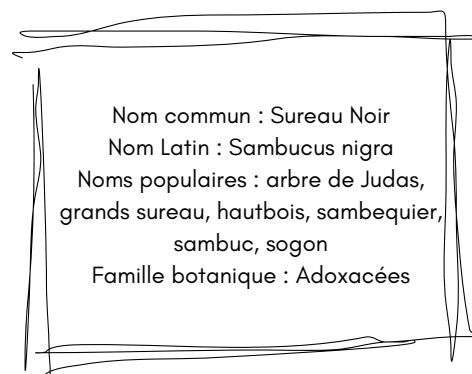 Nom commun : Sureau Noir
Nom Latin : Sambucus nigra
Noms populaires : arbre de Judas,
grands sureau, hautbois, sambequier,
sambuc, sogon
Famille botanique : Adoxacées